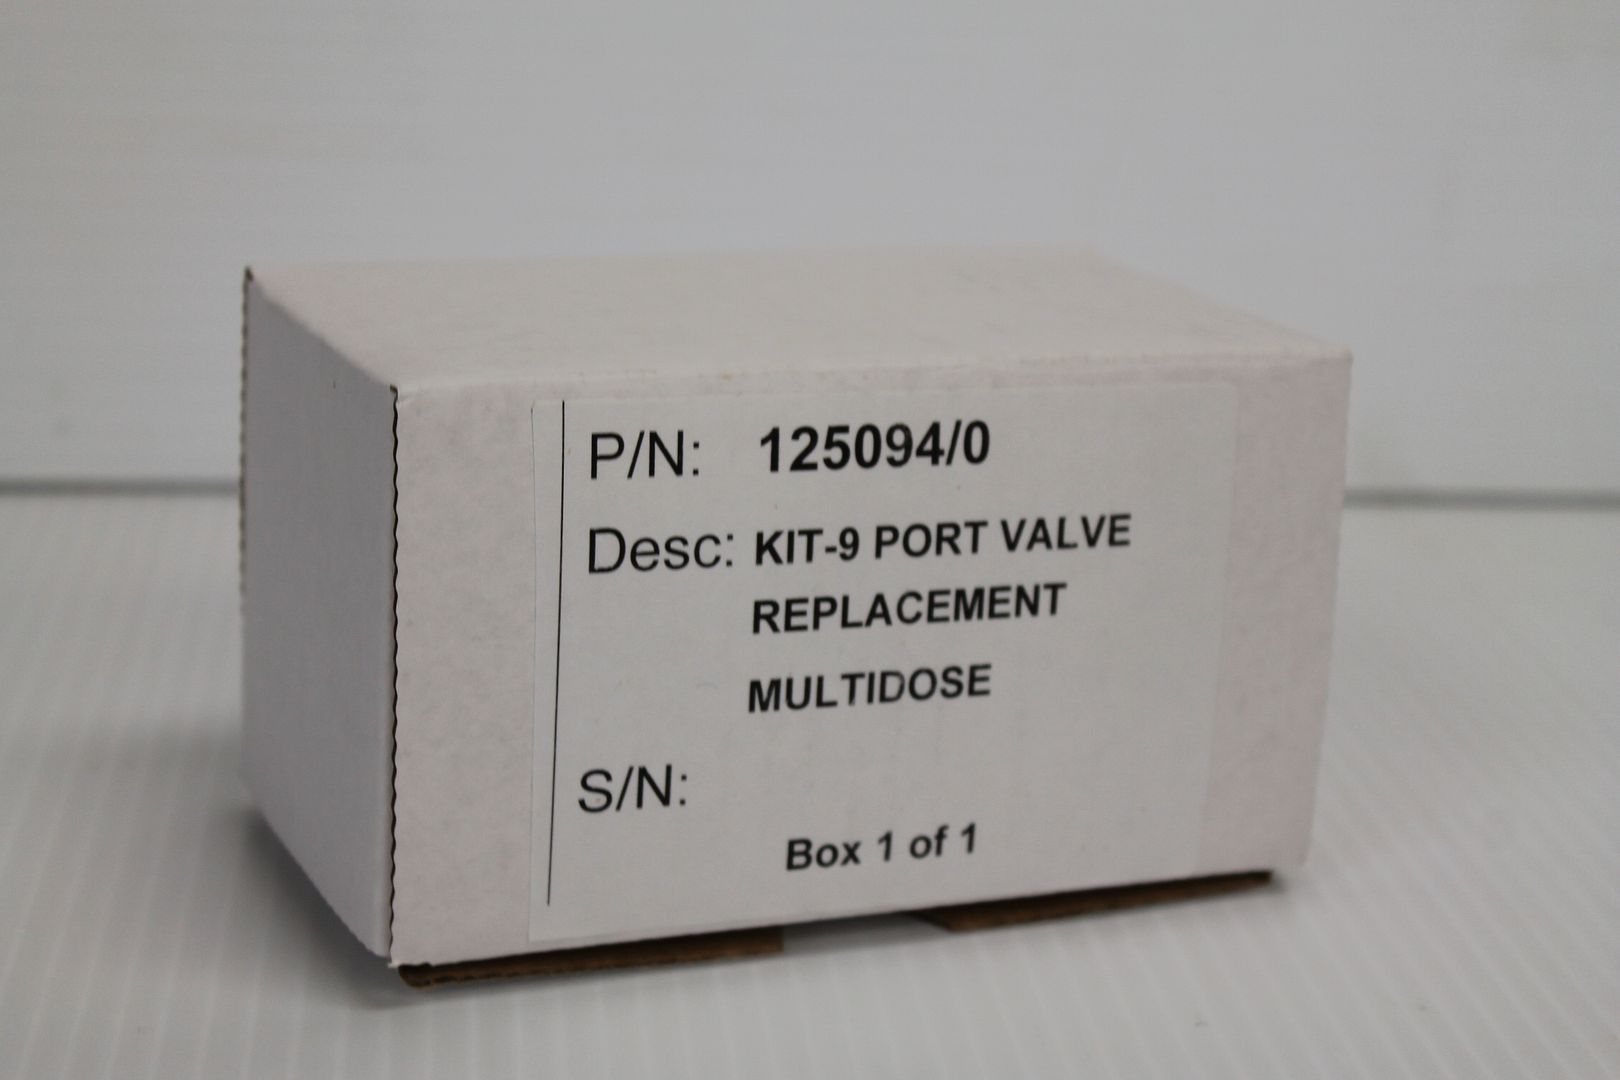 P/N: 125094/0
Desc: KIT-9 PORT VALVE
REPLACEMENT
MULTIDOSE
S/N:
Box 1 of 1